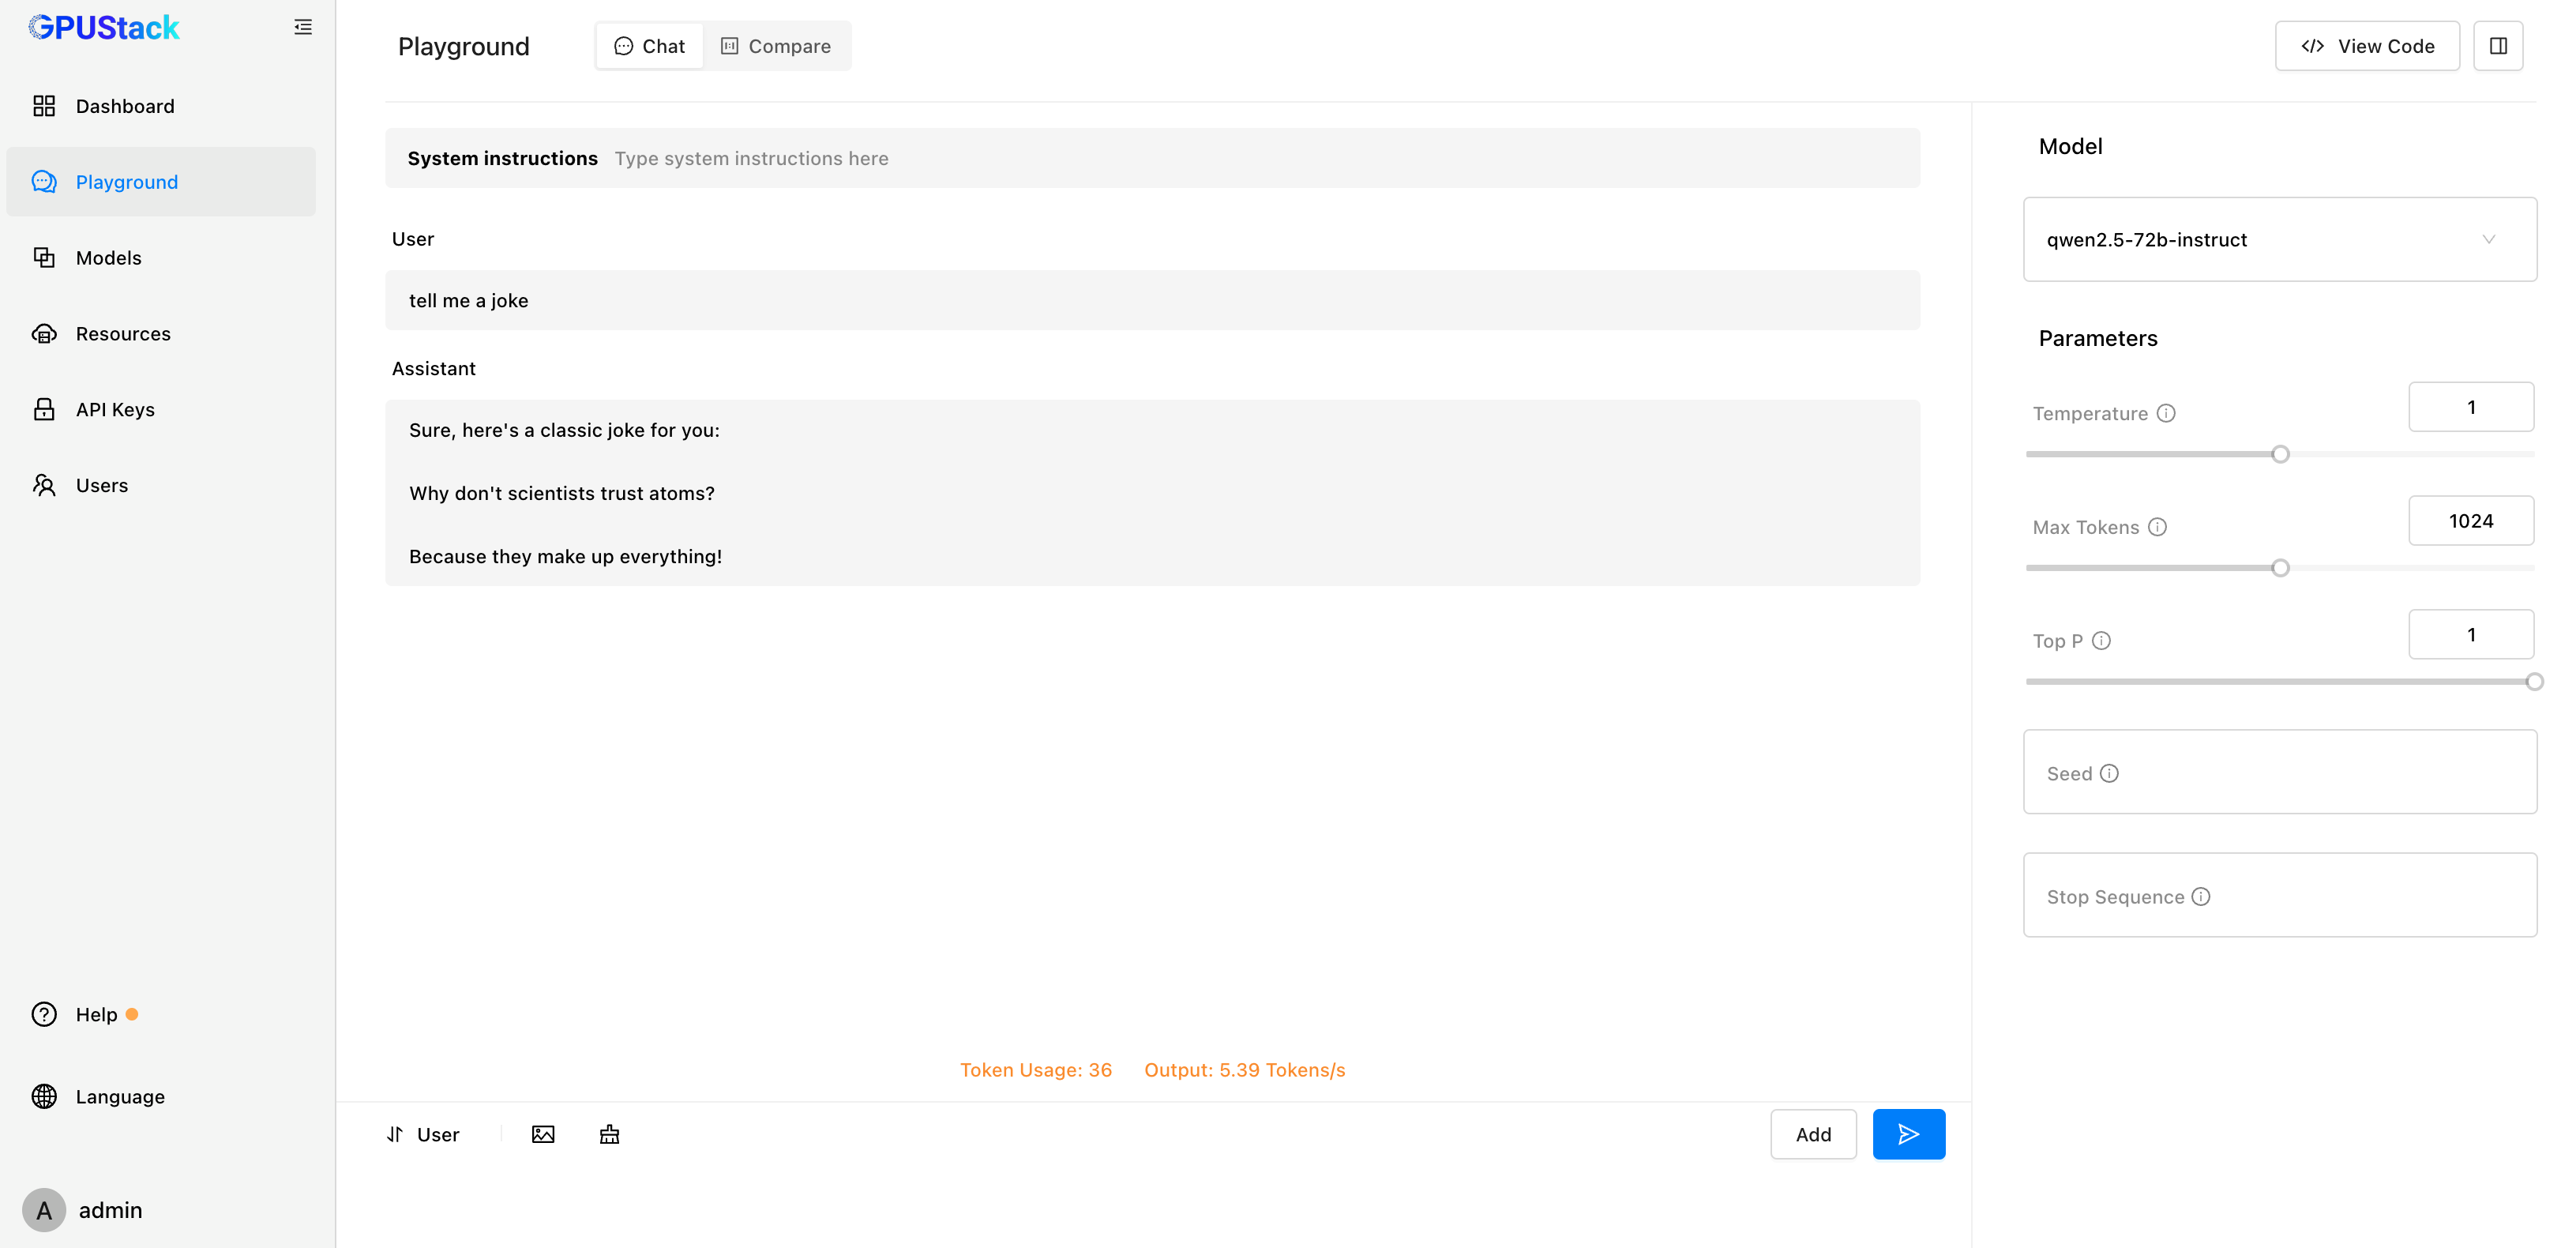 GPUStack
Dashboard
Playground
Models
Resources
API Keys
Users
Help
Language
A admin
Playground
Chat
Compare
View Code
System instructions Type system instructions here
User
tell me a joke
Assistant
Sure, here's a classic joke for you:
Why don't scientists trust atoms?
Because they make up everything!
Token Usage: 36 Output: 5.39 Tokens/s
User
Add
Model
qwen2.5-72b-instruct
Parameters
Temperature 1
Max Tokens 1024
Top P 1
Seed
Stop Sequence